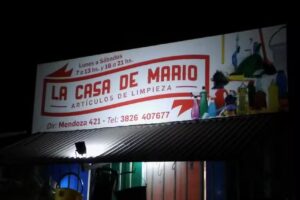 Lunes a Sábados
7 a 13 hs. y 16 a 21 hs.
LA CASA DE MARIO
ARTÍCULOS DE LIMPIEZA
Dir: Mendoza 421 - Tel: 3826 407677